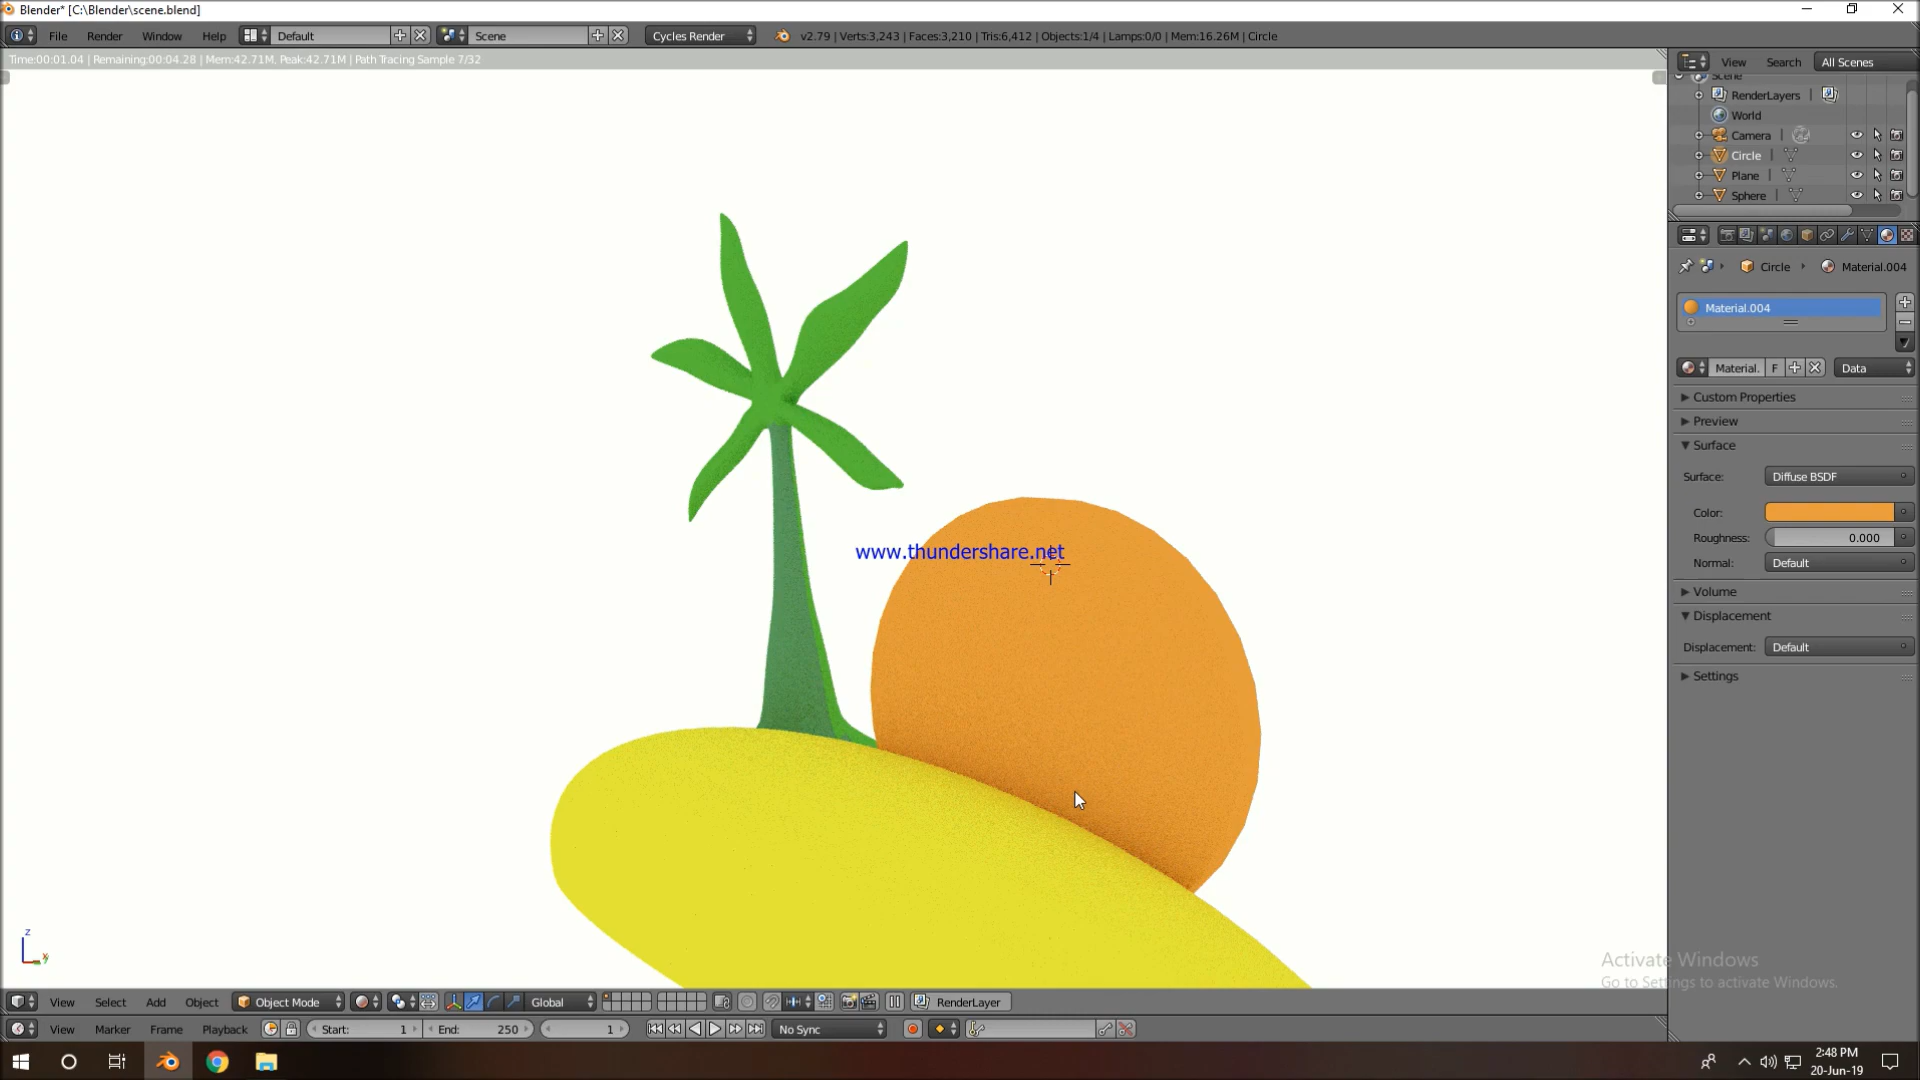 Blender* [C:\Blender\scene.blend]
File Render Window Help Default Scene Cycles Render v2.79 | Verts:3,243 | Faces:3,210 | Tris:6,412 | Objects:1/4 | Lamps:0/0 | Mem:16.26M | Circle
Time:00:01.04 | Remaining:00:04.28 | Mem:42.71M, Peak:42.71M | Path Tracing Sample 7/32
View Search All Scenes
Scene
RenderLayers
World
Camera
Circle
Plane
Sphere
Circle Material.004
Material.004
Material. F Data
Custom Properties
Preview
Surface
Surface: Diffuse BSDF
Color:
Roughness: 0.000
Normal: Default
Volume
Displacement
Displacement: Default
Settings
www.thundershare.net
z
y
Activate Windows
Go to Settings to activate Windows.
View Select Add Object Object Mode Global RenderLayer
View Marker Frame Playback Start: 1 End: 250 1 No Sync
2:48 PM
20-Jun-19